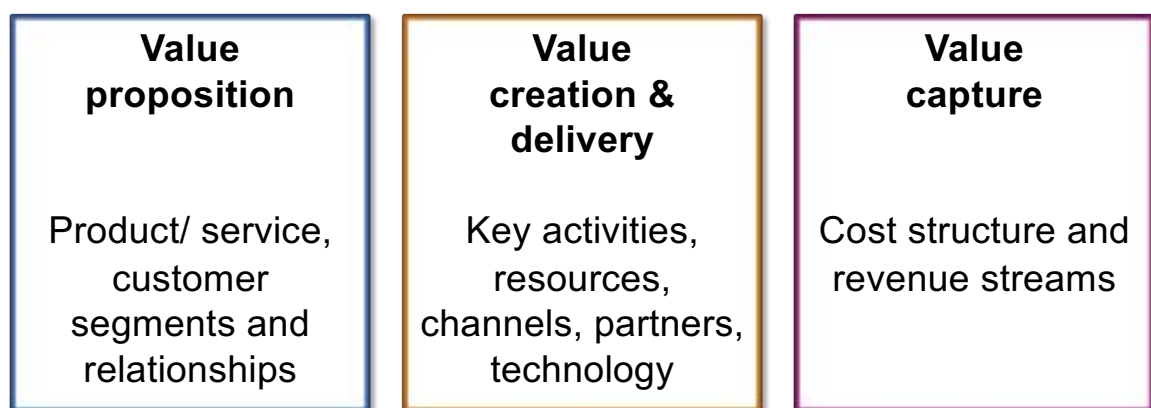 Value
proposition
Product/ service,
customer
segments and
relationships
Value
creation &
delivery
Key activities,
resources,
channels, partners,
technology
Value
capture
Cost structure and
revenue streams